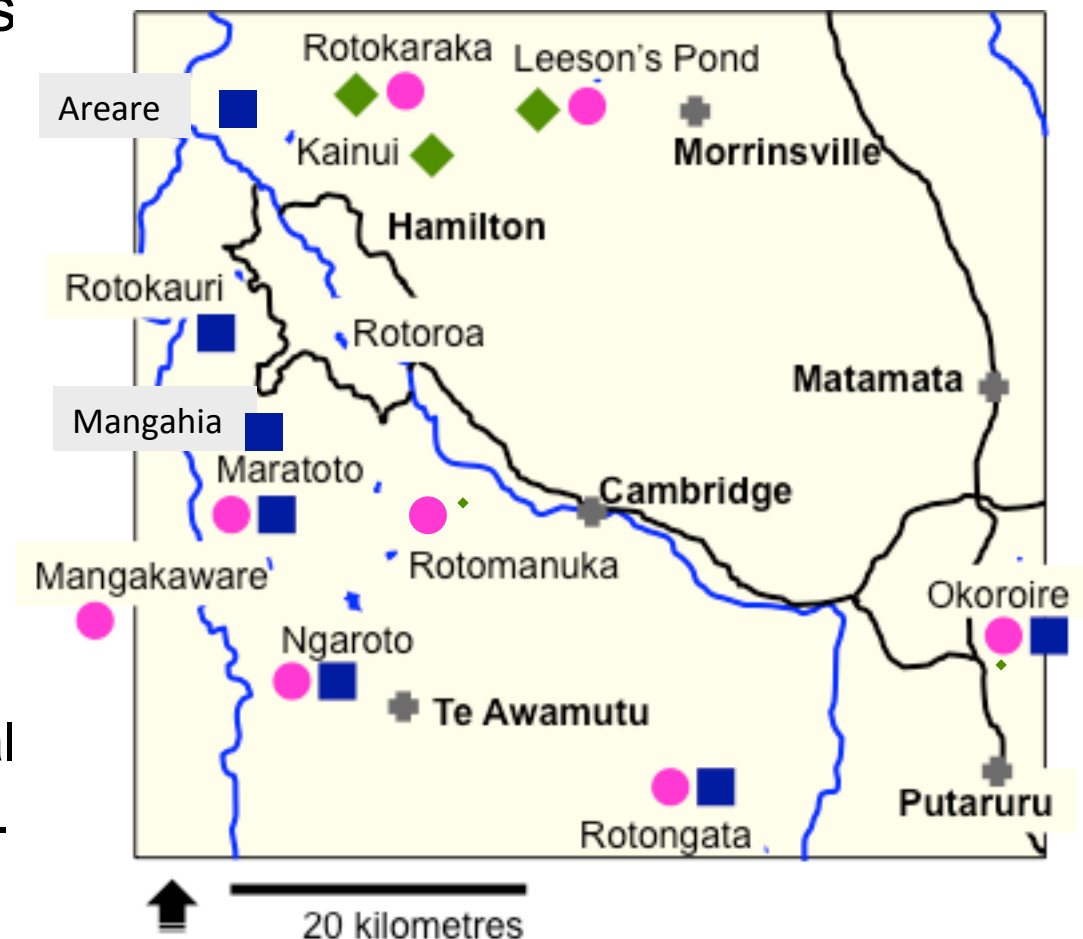 s
Rotokaraka
Leeson's Pond
Areare
Kainui
Morrinsville
Hamilton
Rotokauri
Rotoroa
Matamata
Mangahia
Maratoto
Cambridge
Rotomanuka
Mangakaware
Okoroire
Ngaroto
Te Awamutu
al
Putaruru
Rotongata
20 kilometres